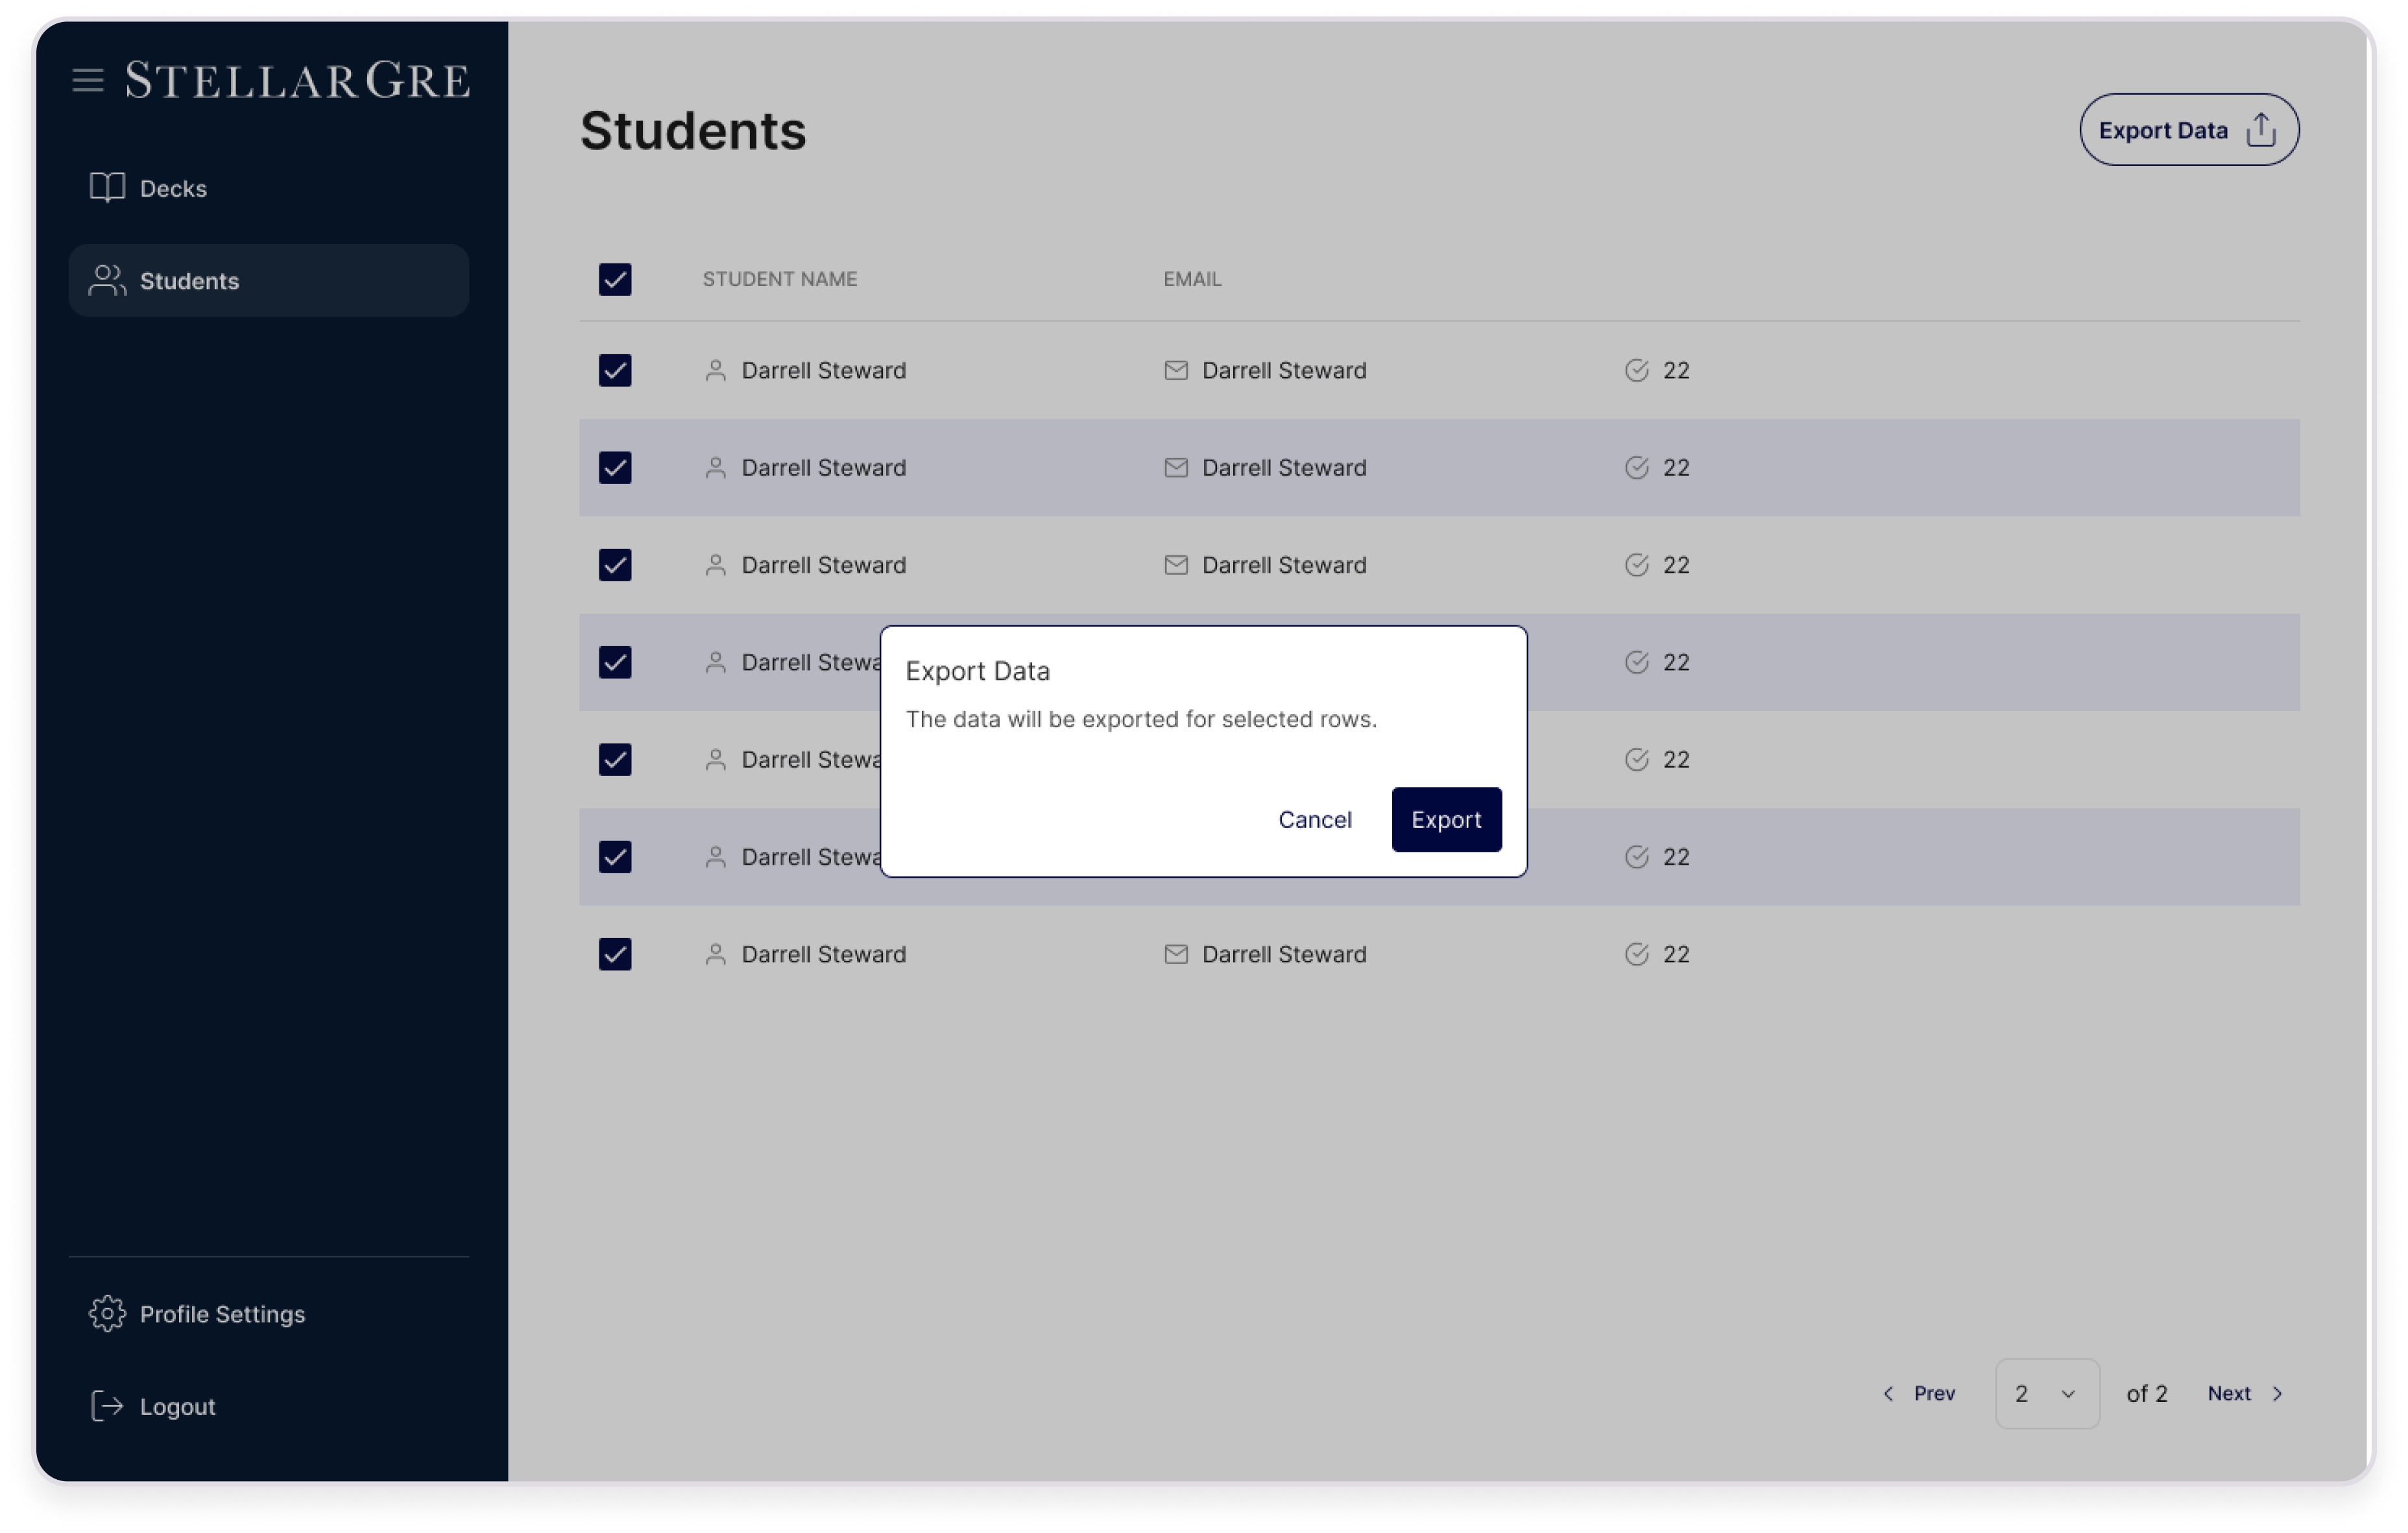 STELLARGRE
Decks
Students
Profile Settings
Logout
Students
Export Data
STUDENT NAME EMAIL
Darrell Steward Darrell Steward 22
Darrell Steward Darrell Steward 22
Darrell Steward Darrell Steward 22
Darrell Stewa 22
Darrell Stewa 22
Darrell Stewa 22
Darrell Steward Darrell Steward 22
Export Data
The data will be exported for selected rows.
Cancel Export
Prev 2 of 2 Next